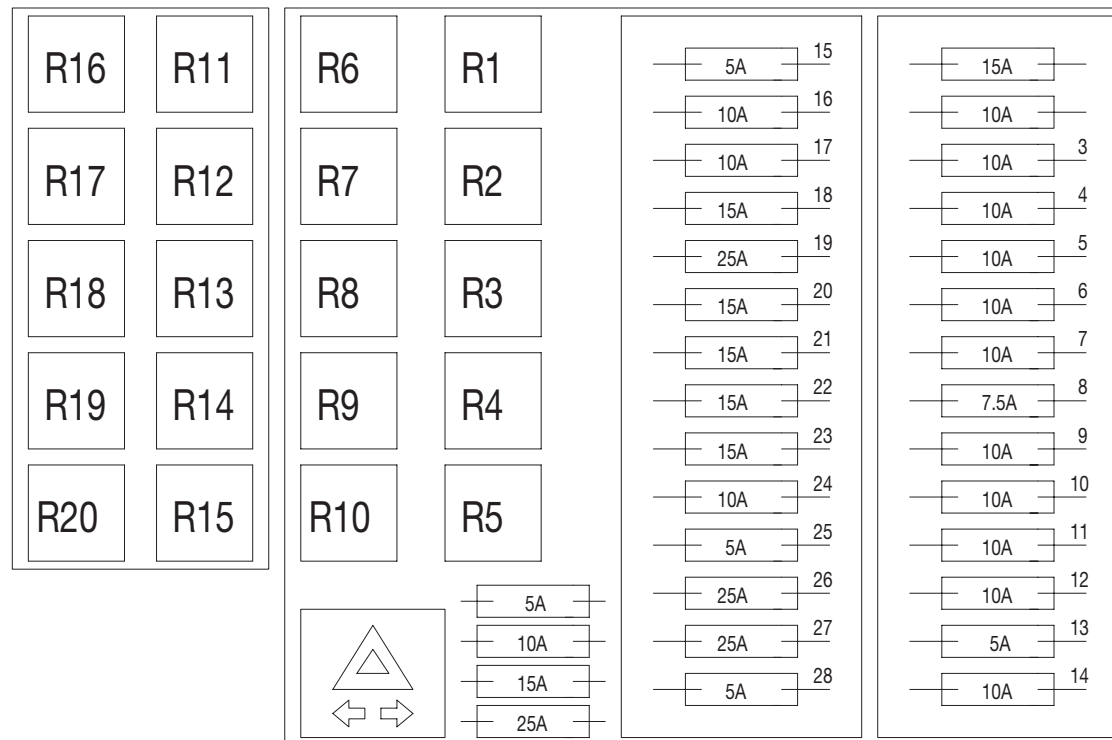 R16 R11 R6 R1
R17 R12 R7 R2
R18 R13 R8 R3
R19 R14 R9 R4
R20 R15 R10 R5
5A
10A
15A
25A
5A 15
10A 16
10A 17
15A 18
25A 19
15A 20
15A 21
15A 22
15A 23
10A 24
5A 25
25A 26
25A 27
5A 28
15A
10A
10A 3
10A 4
10A 5
10A 6
10A 7
7.5A 8
10A 9
10A 10
10A 11
10A 12
5A 13
10A 14